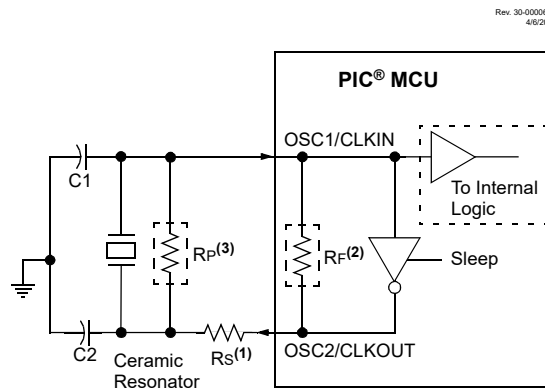 Rev. 30-00006
4/6/20
PIC® MCU
C1
OSC1/CLKIN
To Internal
Logic
RP(3)
RF(2)
Sleep
C2
Ceramic
Resonator
RS(1)
OSC2/CLKOUT